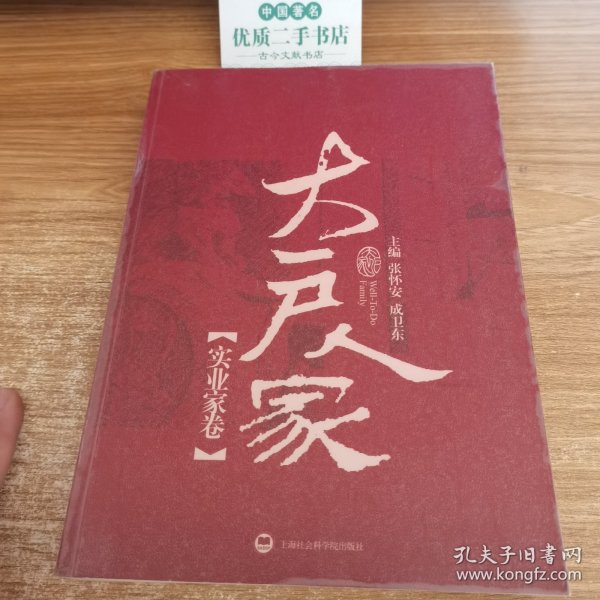 中国著名
优质二手书店
古今文献书店
大户人家
主编 张怀安 成卫东
Well-To-Do
Family
【实业家卷】
上海社会科学院出版社
孔夫子旧书网
www.kongfz.com